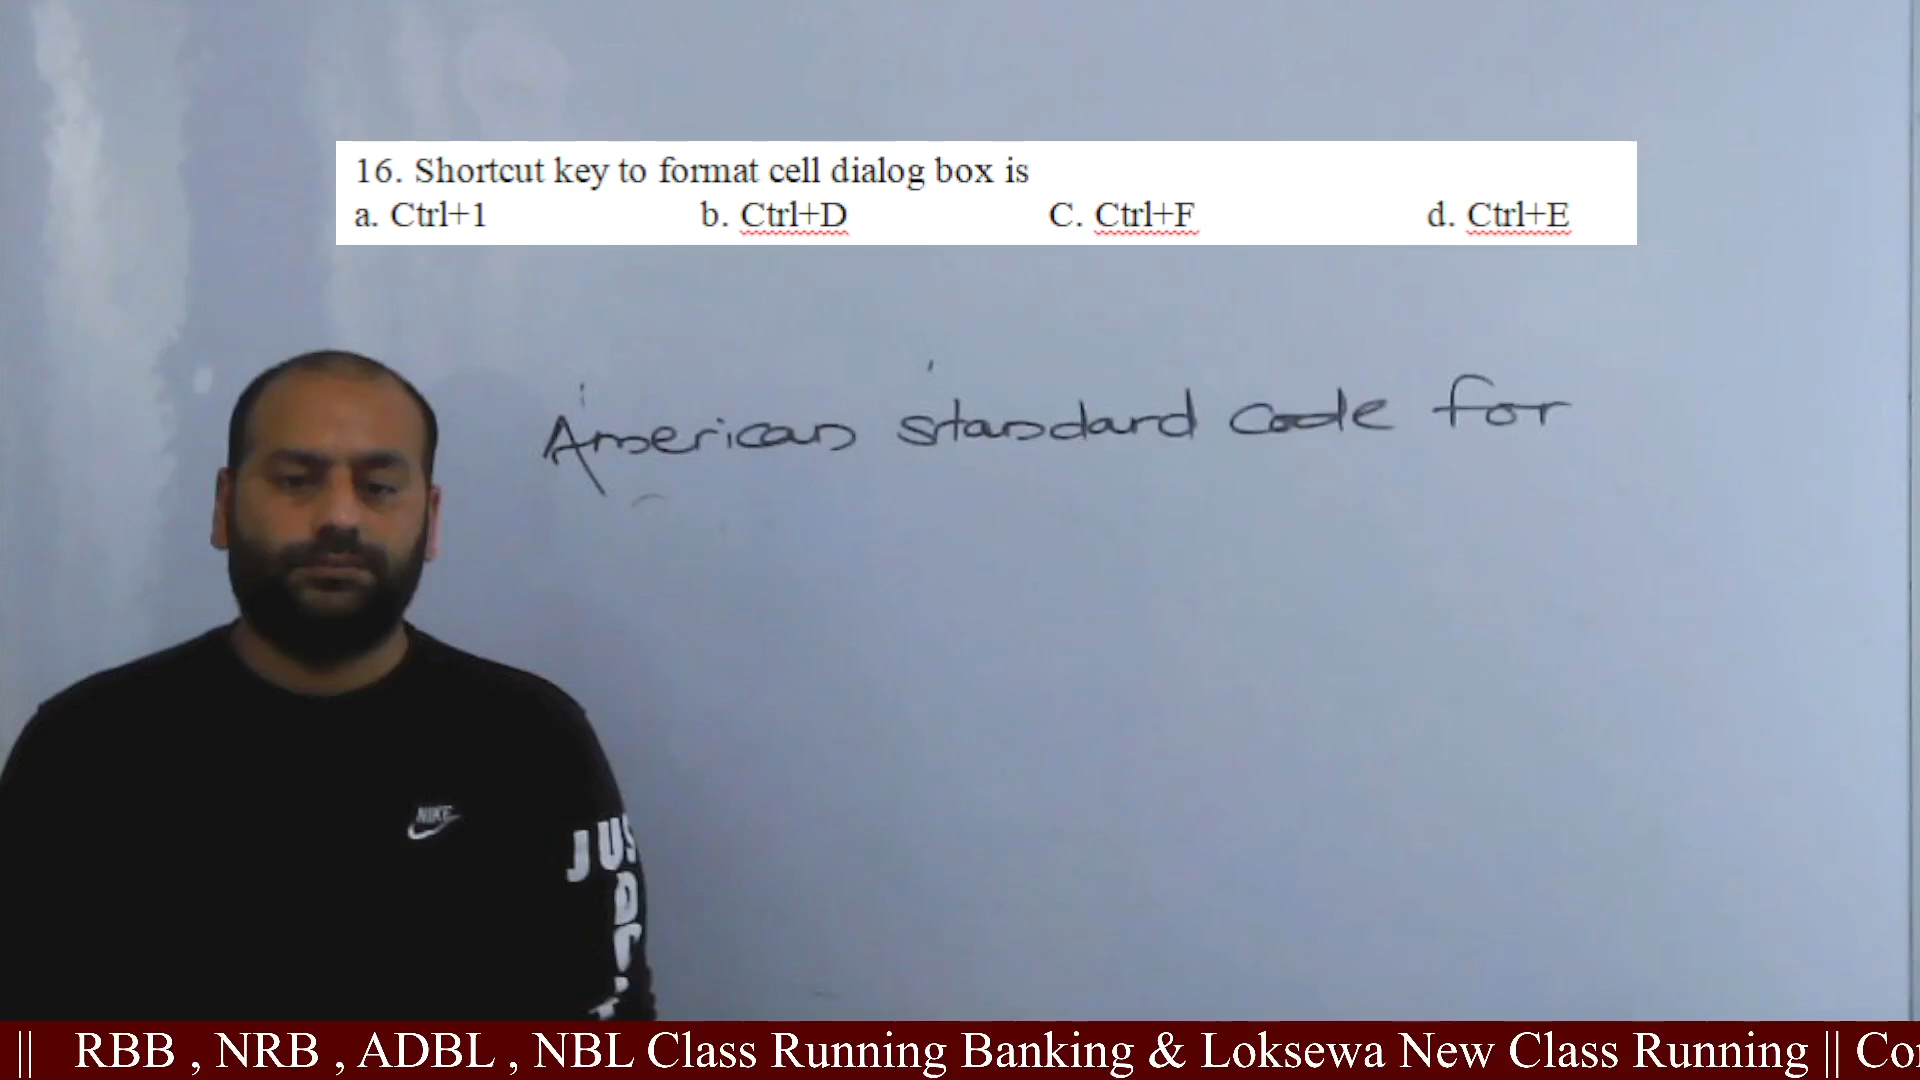 16. Shortcut key to format cell dialog box is
a. Ctrl+1 b. Ctrl+D C. Ctrl+F d. Ctrl+E
American standard code for
NIKE
JUS
|| RBB , NRB , ADBL , NBL Class Running Banking & Loksewa New Class Running ||